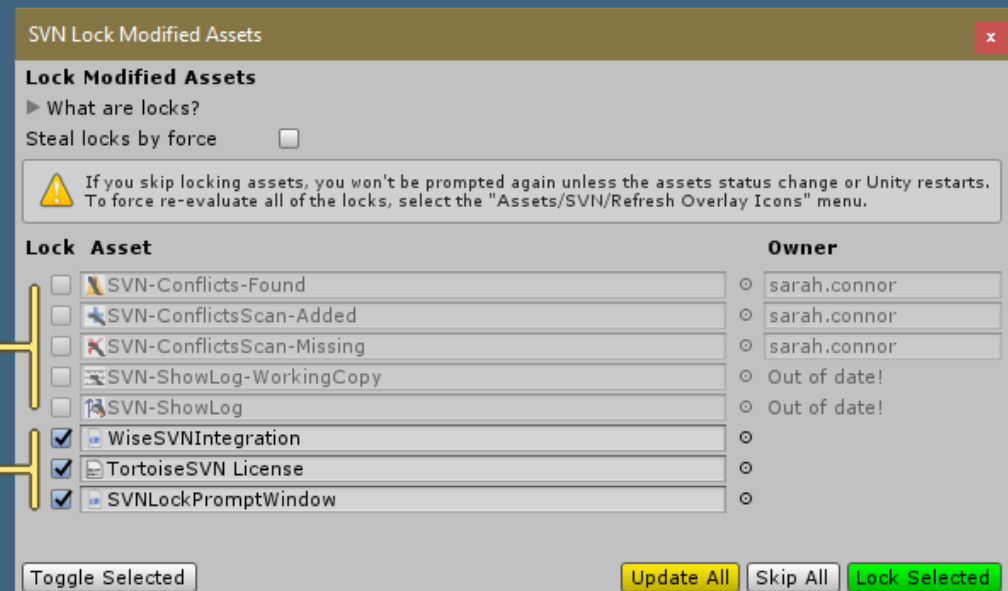 SVN Lock Modified Assets
x
Lock Modified Assets
What are locks?
Steal locks by force
If you skip locking assets, you won't be prompted again unless the assets status change or Unity restarts.
To force re-evaluate all of the locks, select the "Assets/SVN/Refresh Overlay Icons" menu.
Lock Asset Owner
SVN-Conflicts-Found sarah.connor
SVN-ConflictsScan-Added sarah.connor
SVN-ConflictsScan-Missing sarah.connor
SVN-ShowLog-WorkingCopy Out of date!
SVN-ShowLog Out of date!
WiseSVNIntegration
TortoiseSVN License
SVNLockPromptWindow
Toggle Selected Update All Skip All Lock Selected